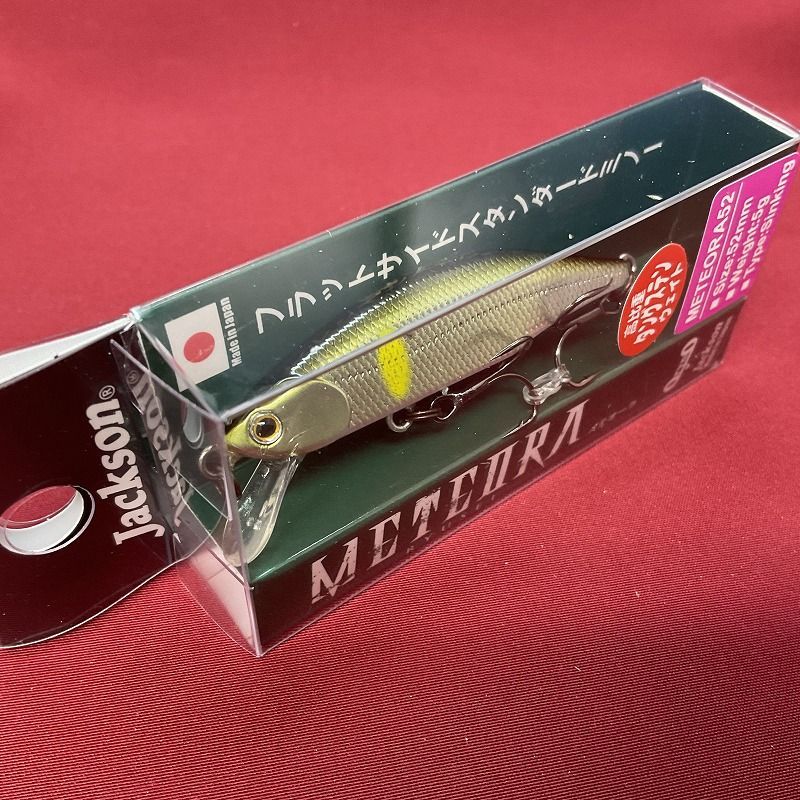 Jackson®
Made in Japan
フラットサイドスタンダードミノー
METEORA52
■Size:52mm
■Weight:5g
■Type:Sinking
高比重
タングステン
ウェイト
METEORA